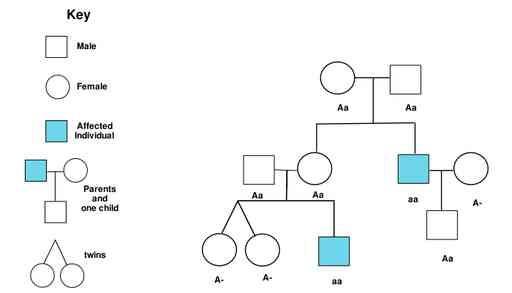 Key
Male
Female
Affected
Individual
Parents
and
one child
twins
Aa Aa
Aa Aa aa A-
Aa
A- A- aa